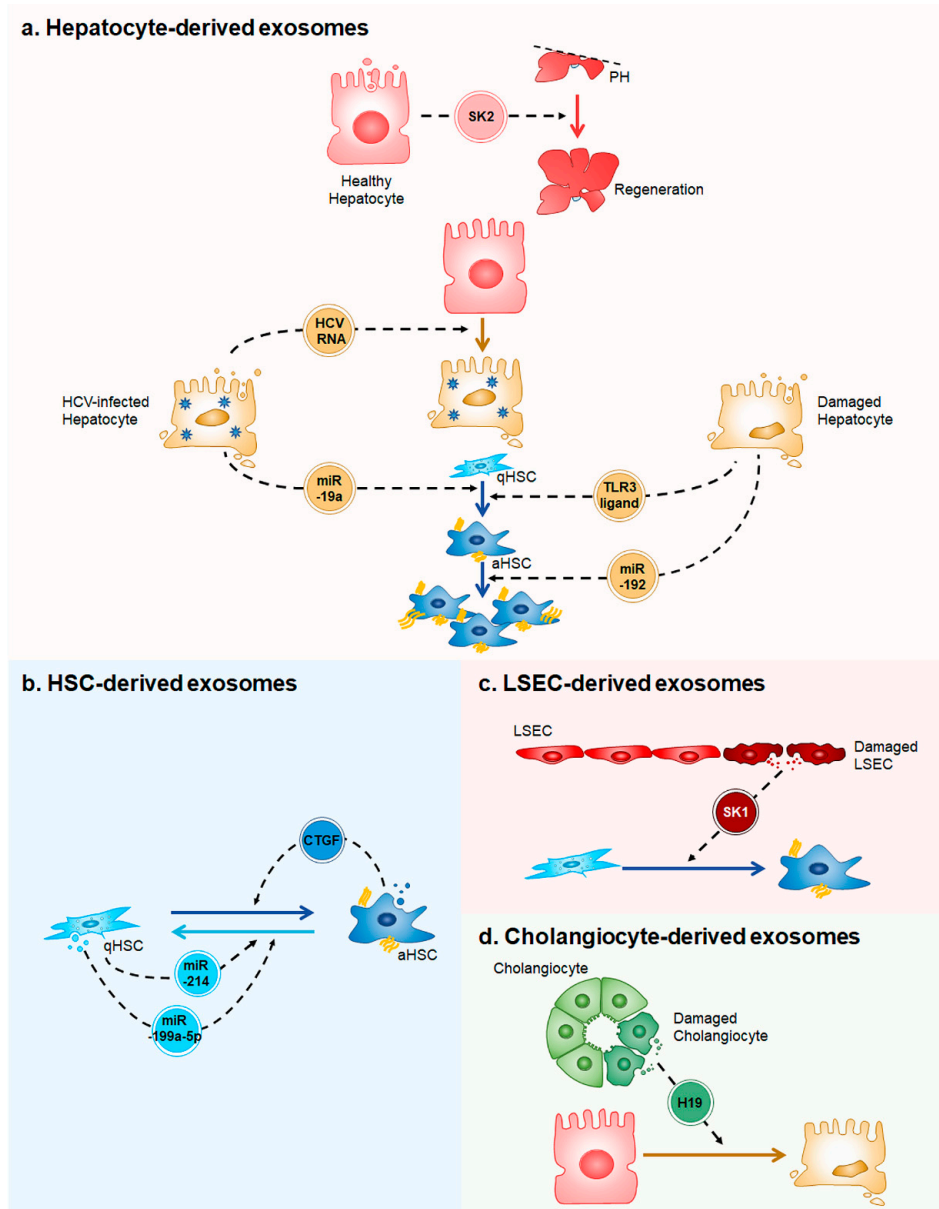 a. Hepatocyte-derived exosomes
PH
SK2
Healthy
Hepatocyte
Regeneration
HCV
RNA
HCV-infected
Hepatocyte
Damaged
Hepatocyte
qHSC
miR
-19a
TLR3
ligand
aHSC
miR
-192
b. HSC-derived exosomes
CTGF
qHSC
aHSC
miR
-214
miR
-199a-5p
c. LSEC-derived exosomes
LSEC
Damaged
LSEC
SK1
d. Cholangiocyte-derived exosomes
Cholangiocyte
Damaged
Cholangiocyte
H19